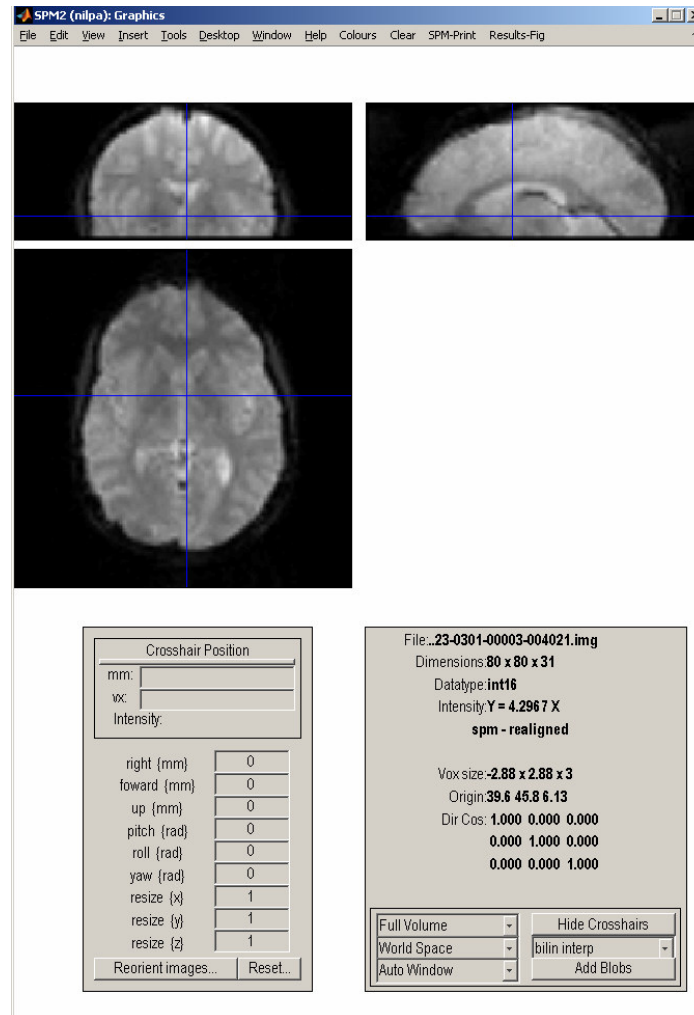 SPM2 (nilpa): Graphics
File Edit View Insert Tools Desktop Window Help Colours Clear SPM-Print Results-Fig
Crosshair Position
mm:
vx:
Intensity:
right {mm} 0
foward {mm} 0
up {mm} 0
pitch {rad} 0
roll {rad} 0
yaw {rad} 0
resize {x} 1
resize {y} 1
resize {z} 1
Reorient images... Reset...
File:..23-0301-00003-004021.img
Dimensions:80 x 80 x 31
Datatype:int16
Intensity:Y = 4.2967 X
spm - realigned
Vox size:-2.88 x 2.88 x 3
Origin:39.6 45.8 6.13
Dir Cos: 1.000 0.000 0.000
0.000 1.000 0.000
0.000 0.000 1.000
Full Volume Hide Crosshairs
World Space bilin interp
Auto Window Add Blobs